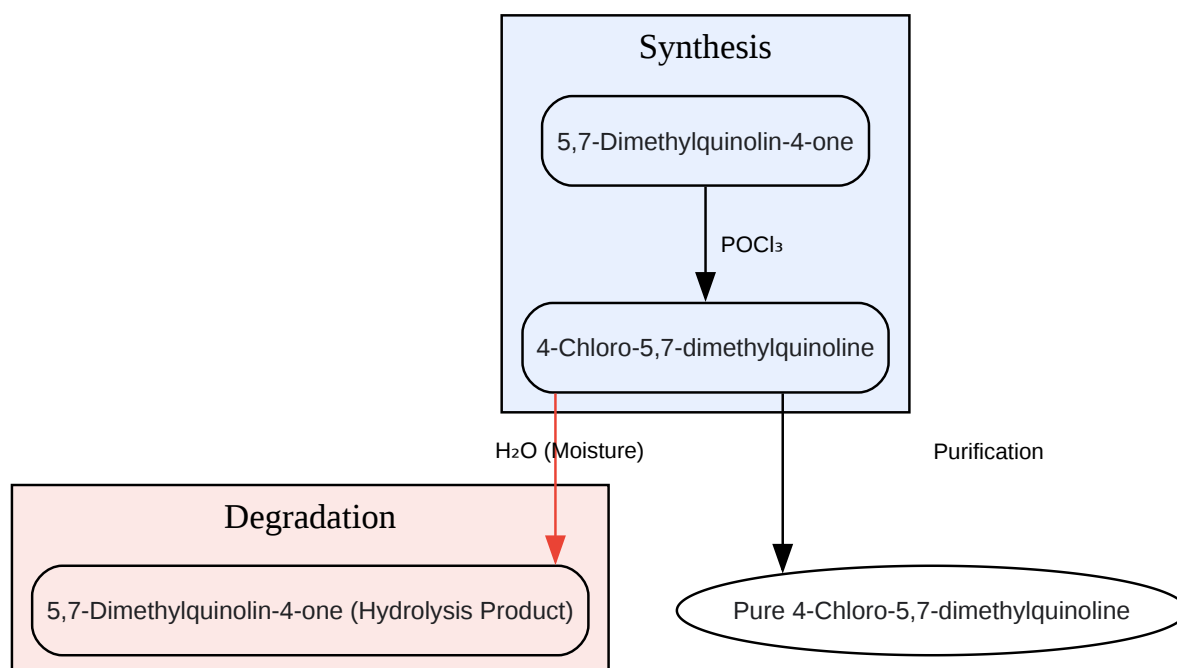 Synthesis
5,7-Dimethylquinolin-4-one
POCl₃
4-Chloro-5,7-dimethylquinoline
H₂O (Moisture)
Purification
Degradation
5,7-Dimethylquinolin-4-one (Hydrolysis Product)
Pure 4-Chloro-5,7-dimethylquinoline